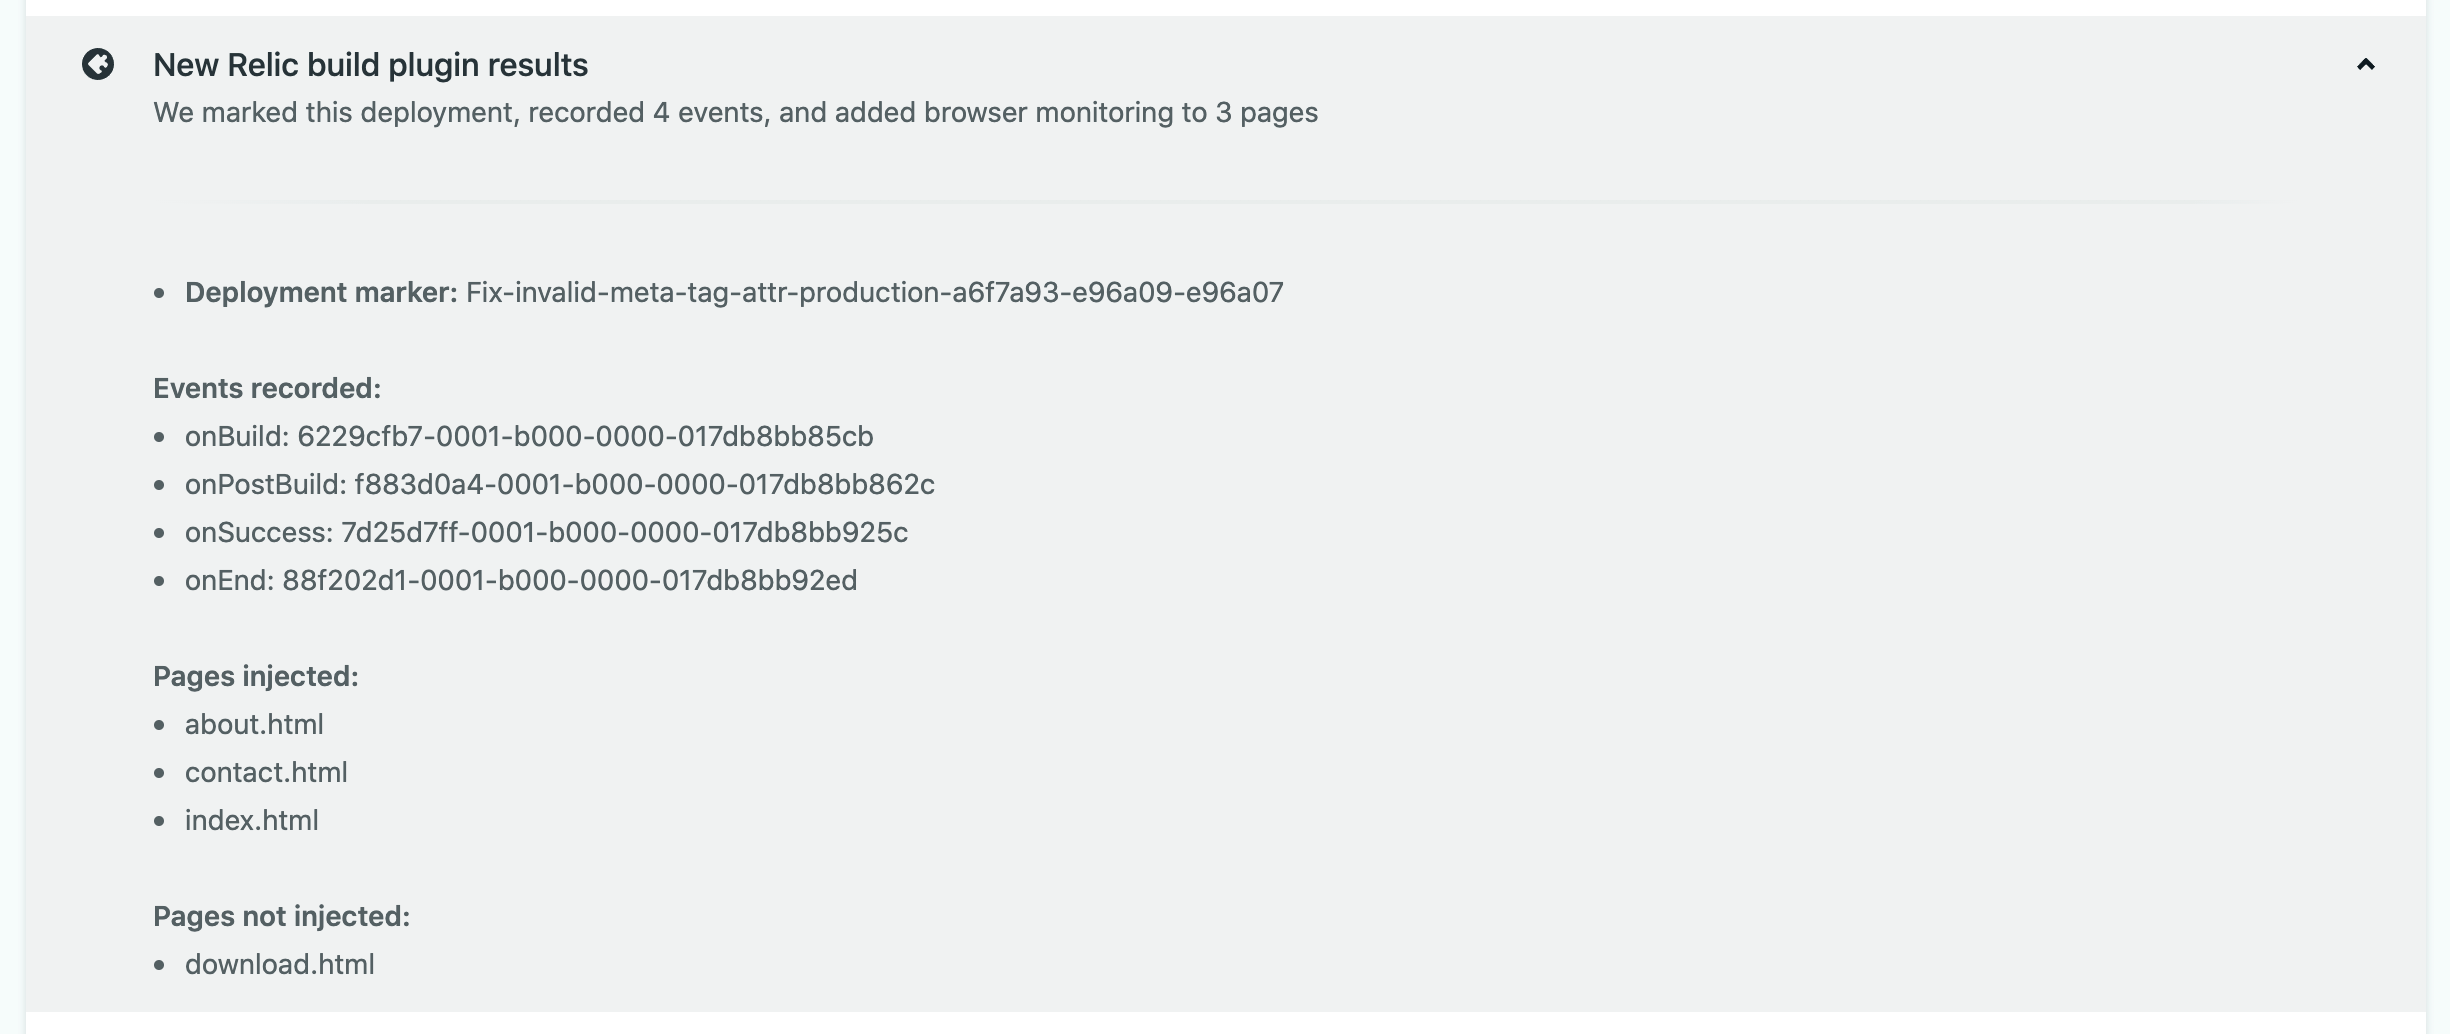 New Relic build plugin results
We marked this deployment, recorded 4 events, and added browser monitoring to 3 pages
• Deployment marker: Fix-invalid-meta-tag-attr-production-a6f7a93-e96a09-e96a07
Events recorded:
• onBuild: 6229cfb7-0001-b000-0000-017db8bb85cb
• onPostBuild: f883d0a4-0001-b000-0000-017db8bb862c
• onSuccess: 7d25d7ff-0001-b000-0000-017db8bb925c
• onEnd: 88f202d1-0001-b000-0000-017db8bb92ed
Pages injected:
• about.html
• contact.html
• index.html
Pages not injected:
• download.html